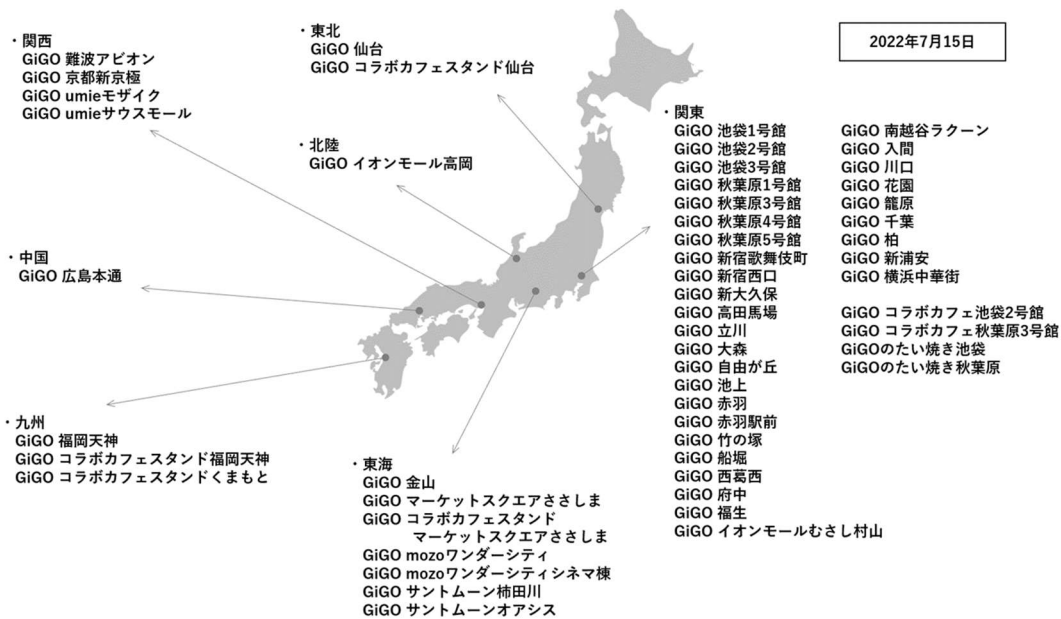 2022年7月15日
・関西
GiGO 難波アビオン
GiGO 京都新京極
GiGO umieモザイク
GiGO umieサウスモール
・東北
GiGO 仙台
GiGO コラボカフェスタンド仙台
・北陸
GiGO イオンモール高岡
・中国
GiGO 広島本通
・九州
GiGO 福岡天神
GiGO コラボカフェスタンド福岡天神
GiGO コラボカフェスタンドくまもと
・東海
GiGO 金山
GiGO マーケットスクエアささしま
GiGO コラボカフェスタンド
マーケットスクエアささしま
GiGO mozoワンダーシティ
GiGO mozoワンダーシティシネマ棟
GiGO サントムーン柿田川
GiGO サントムーンオアシス
・関東
GiGO 池袋1号館
GiGO 池袋2号館
GiGO 池袋3号館
GiGO 秋葉原1号館
GiGO 秋葉原3号館
GiGO 秋葉原4号館
GiGO 秋葉原5号館
GiGO 新宿歌舞伎町
GiGO 新宿西口
GiGO 新大久保
GiGO 高田馬場
GiGO 立川
GiGO 大森
GiGO 自由が丘
GiGO 池上
GiGO 赤羽
GiGO 赤羽駅前
GiGO 竹の塚
GiGO 船堀
GiGO 西葛西
GiGO 府中
GiGO 福生
GiGO イオンモールむさし村山
GiGO 南越谷ラクーン
GiGO 入間
GiGO 川口
GiGO 花園
GiGO 籠原
GiGO 千葉
GiGO 柏
GiGO 新浦安
GiGO 横浜中華街
GiGO コラボカフェ池袋2号館
GiGO コラボカフェ秋葉原3号館
GiGOのたい焼き池袋
GiGOのたい焼き秋葉原